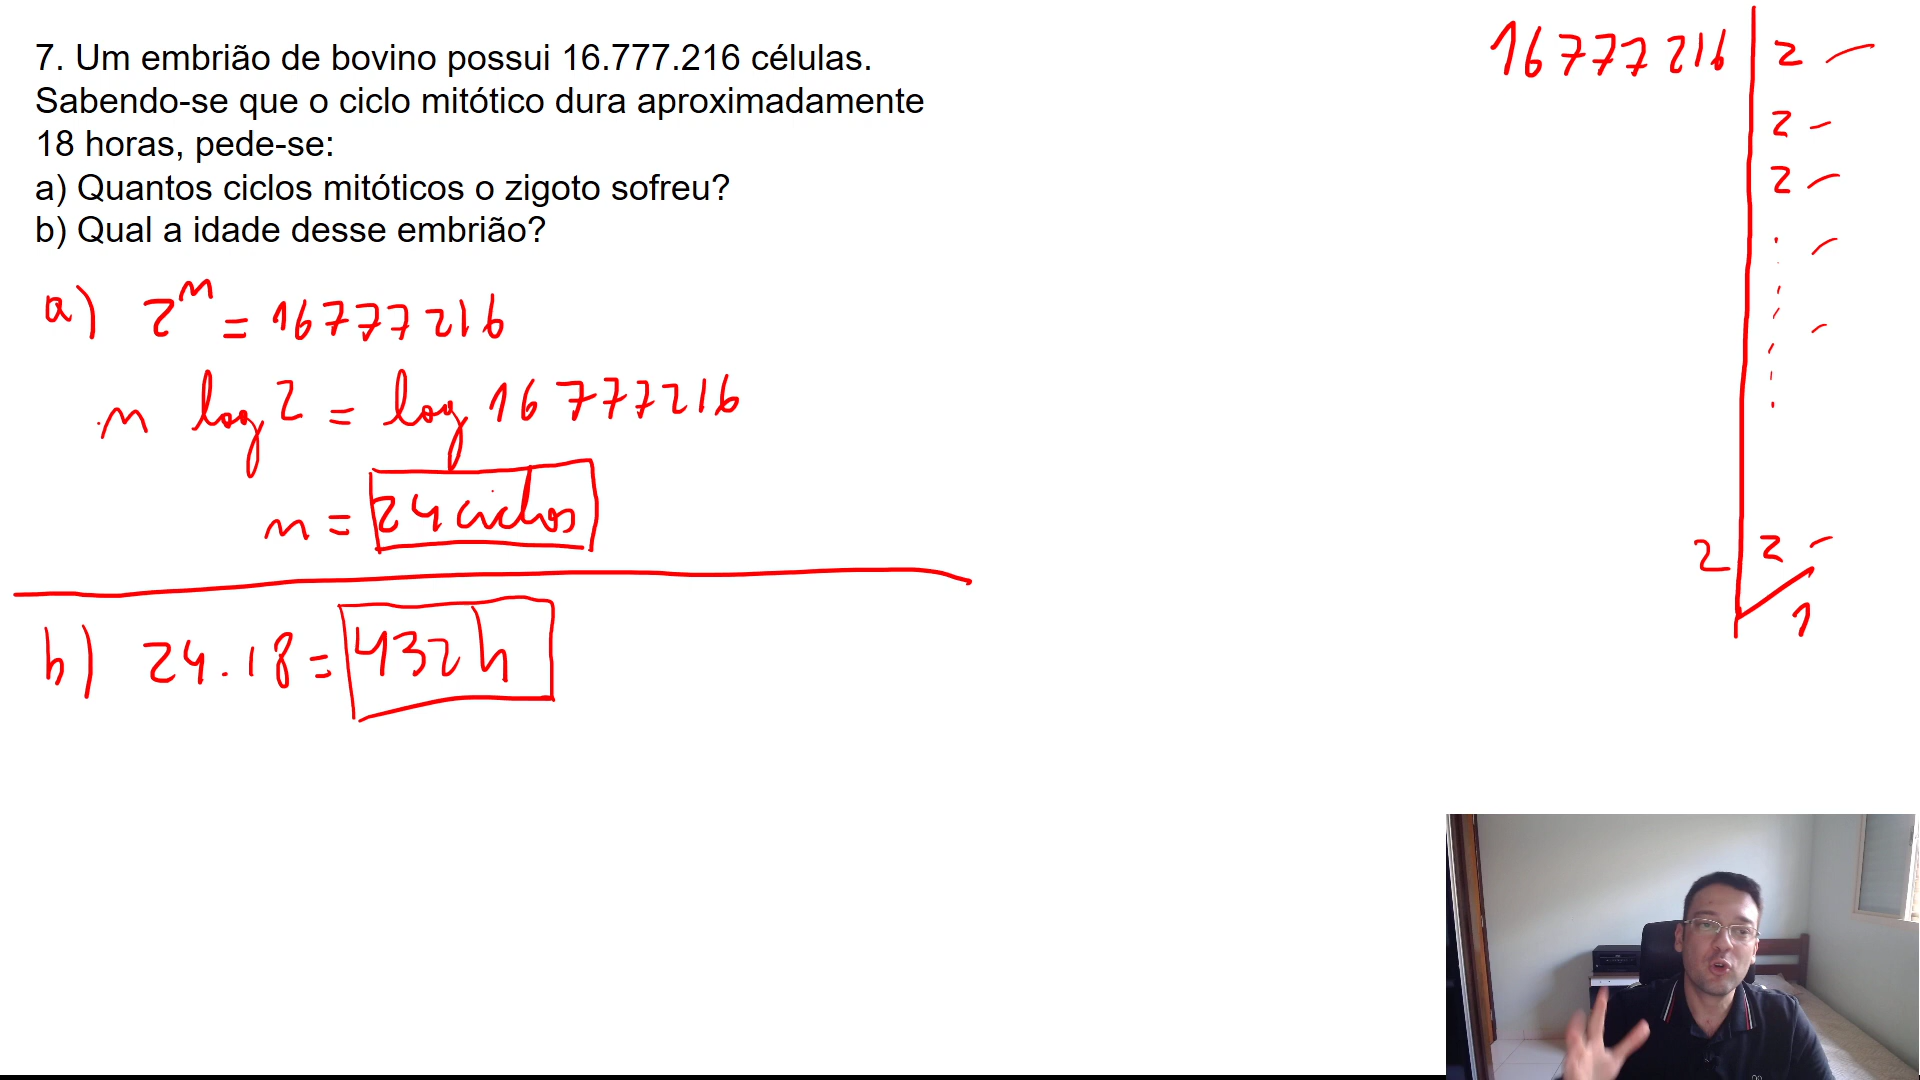 7. Um embrião de bovino possui 16.777.216 células.
Sabendo-se que o ciclo mitótico dura aproximadamente
18 horas, pede-se:
a) Quantos ciclos mitóticos o zigoto sofreu?
b) Qual a idade desse embrião?
a) 2^n = 16777216
n log 2 = log 16777216
n = 24 ciclos
b) 24.18 = 432h
16777216 2
2
2
2 2
1